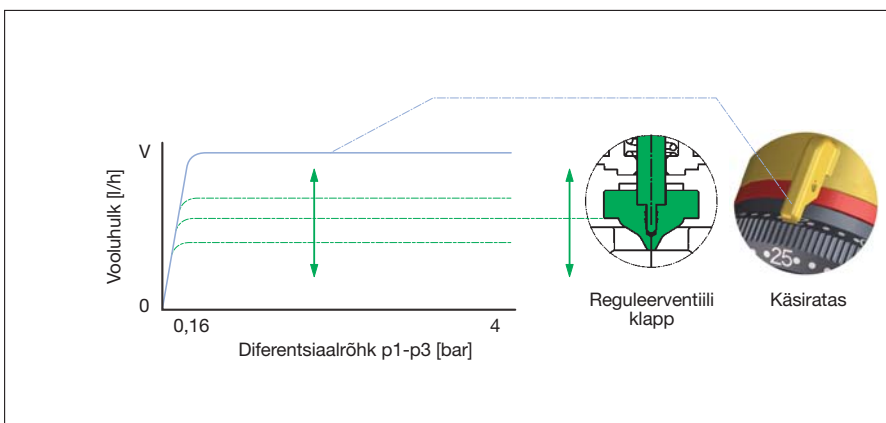 V
Vooluhulk [l/h]
0
0,16
4
Diferentsiaalrõhk p1-p3 [bar]
Reguleerventiili
klapp
Käsiratas
•25•